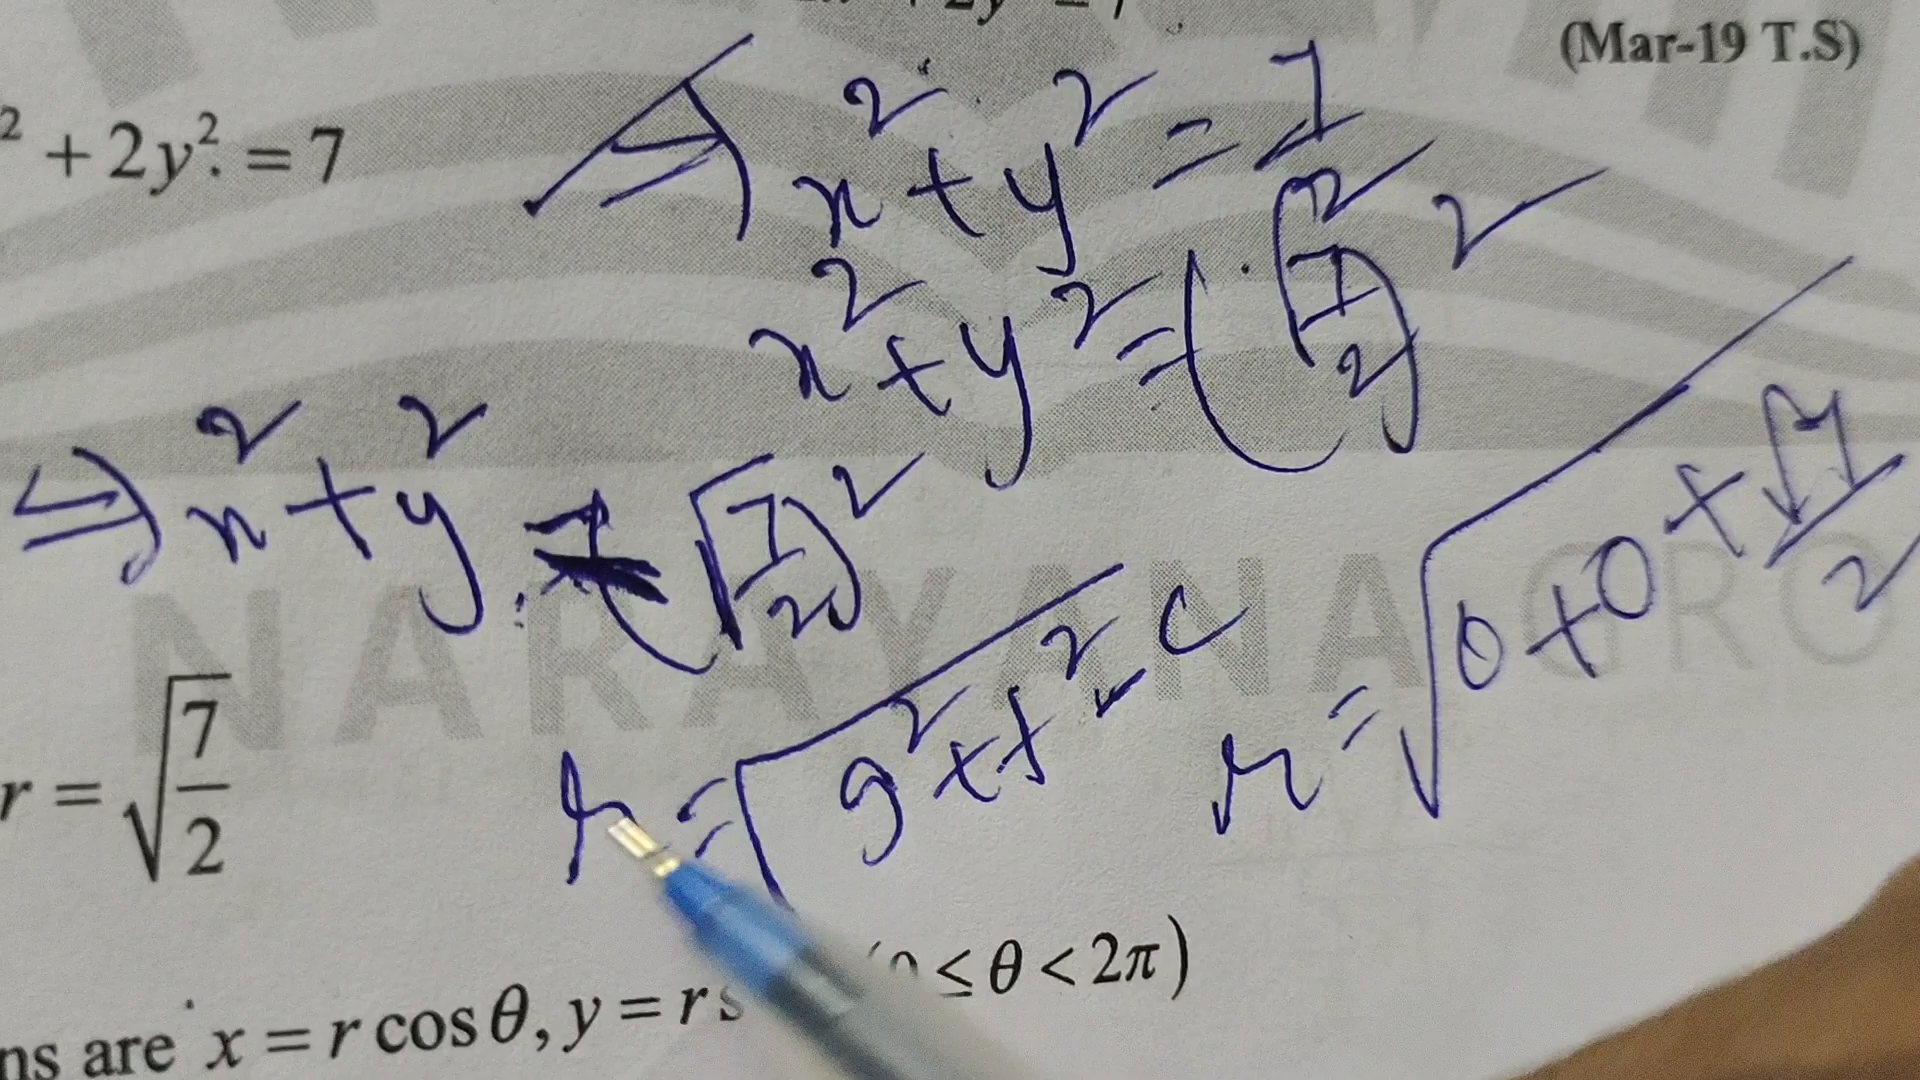 (Mar-19 T.S)
² + 2y² = 7
⇒ x² + y² = 7/2
x² + y² = (√7/2)²
⇒ x² + y² = (√7/2)²
NARAYANA GRO
r = √(g² + f² - c
r = √(0 + 0 + √7/2
r = √(7/2)
≤ θ < 2π)
ns are x = r cos θ, y = r s